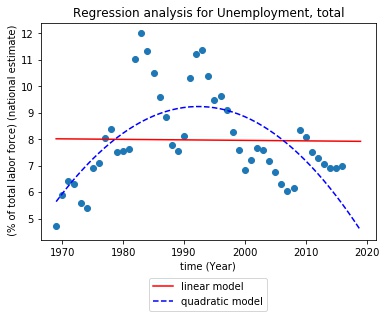 Regression analysis for Unemployment, total
(% of total labor force) (national estimate)
12
11
10
9
8
7
6
5
1970 1980 1990 2000 2010 2020
time (Year)
linear model
quadratic model